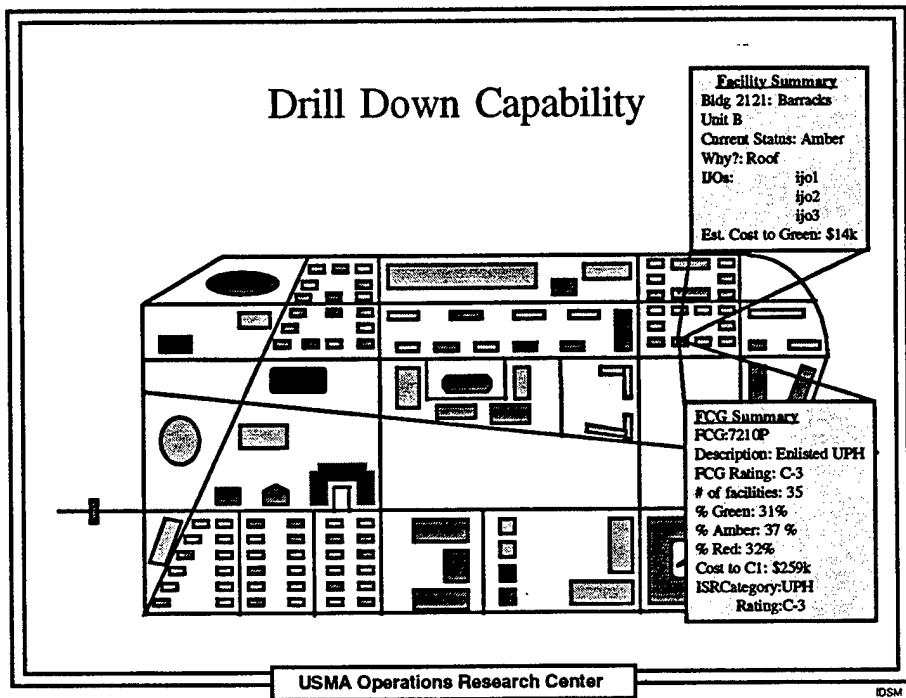 Drill Down Capability
Facility Summary
Bldg 2121: Barracks
Unit B
Current Status: Amber
Why?: Roof
IJOs: ijo1
ijo2
ijo3
Est. Cost to Green: $14k
FCG Summary
FCG:7210P
Description: Enlisted UPH
FCG Rating: C-3
# of facilities: 35
% Green: 31%
% Amber: 37 %
% Red: 32%
Cost to C1: $259k
ISRCategory:UPH
Rating:C-3
USMA Operations Research Center
IDSM